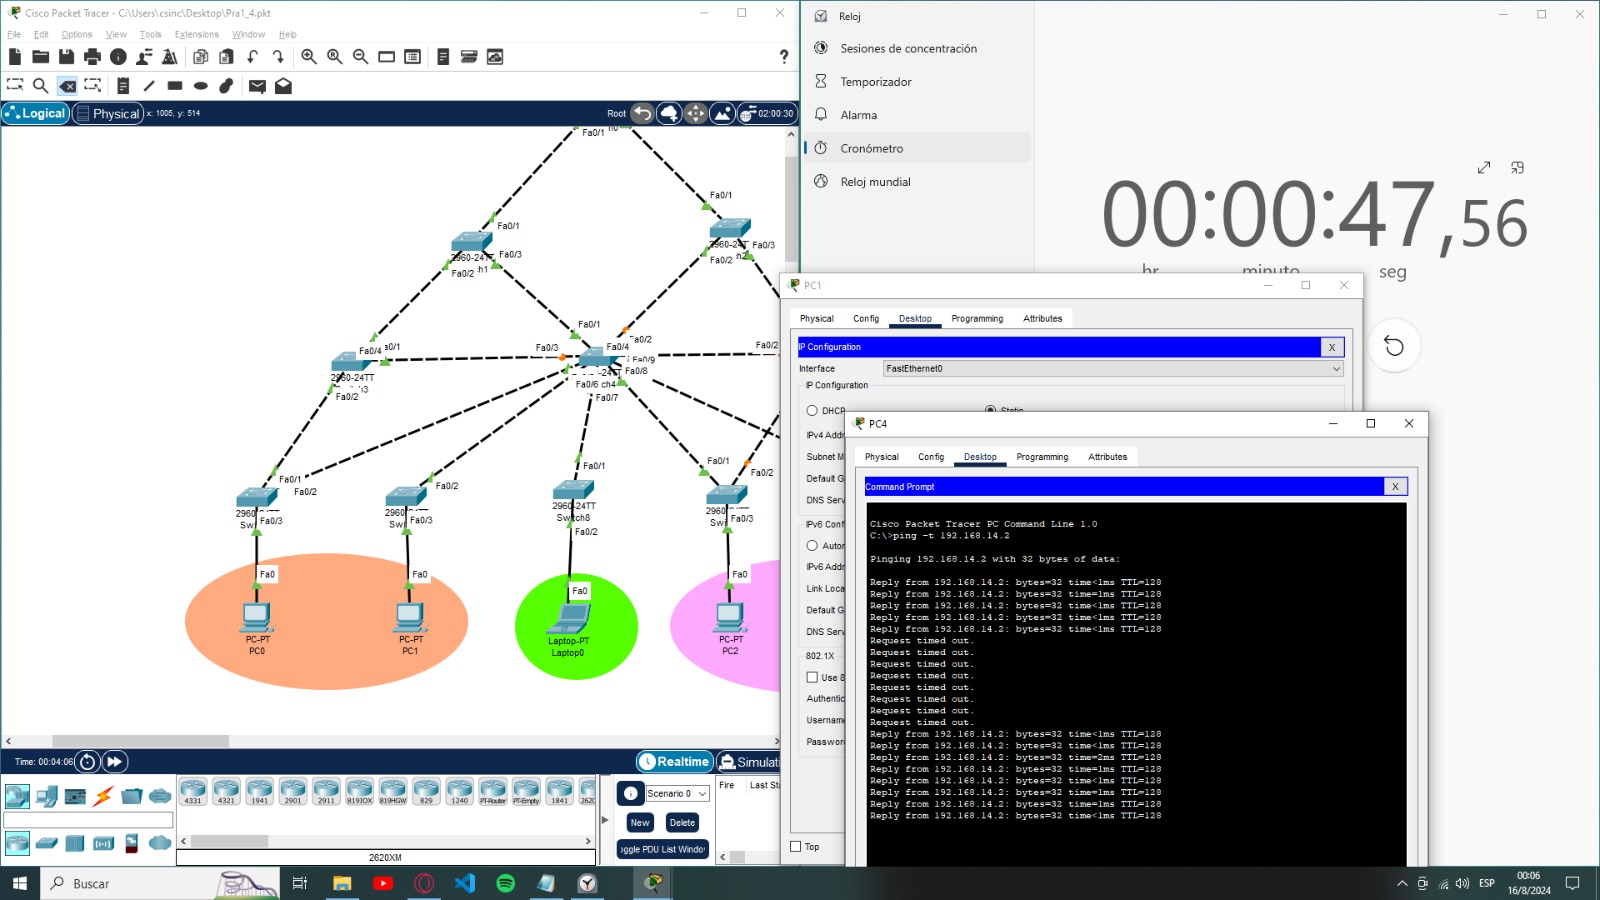 Cisco Packet Tracer - C:\Users\csinc\Desktop\Pra1_4.pkt
File Edit Options View Tools Extensions Window Help
Logical Physical x: 1005, y: 514
Root 02:00:30
Fa0/1
Fa0/1
Fa0/1
2960-24TT
Fa0/3
Fa0/2
Fa0/3
Fa0/2
Fa0/1
Fa0/2
Fa0/4
Fa0/3
Fa0/4
Fa0/2
2960-24TT
Fa0/2
Fa0/9
Fa0/8
Fa0/6
Fa0/7
Fa0/1
Fa0/2
Fa0/2
Fa0/1
Fa0/1
Fa0/2
2960-24TT
Switch8
Fa0/3
Fa0/3
Fa0/2
Fa0/3
Fa0
Fa0
Fa0
Fa0
PC-PT
PC0
PC-PT
PC1
Laptop-PT
Laptop0
PC-PT
PC2
Time: 00:04:06
Realtime
Simulati
4331 4321 1941 2901 2911 819IOX 819HGW 829 1240 PT-Router PT-Empty 1841 2620
2620XM
Scenario 0
New Delete
Fire Last Sta
Reloj
Sesiones de concentración
Temporizador
Alarma
Cronómetro
Reloj mundial
00:00:47,56
hr minuto seg
PC1
Physical Config Desktop Programming Attributes
IP Configuration X
Interface FastEthernet0
IP Configuration
DHCP Static
IPv4 Addr
Subnet M
Default G
DNS Serv
IPv6 Conf
Autor
IPv6 Addr
Link Loca
Default G
DNS Serv
802.1X
Use 8
Authentic
Username
Password
Top
PC4
Physical Config Desktop Programming Attributes
Command Prompt X
Cisco Packet Tracer PC Command Line 1.0
C:\>ping -t 192.168.14.2
Pinging 192.168.14.2 with 32 bytes of data:
Reply from 192.168.14.2: bytes=32 time<1ms TTL=128
Reply from 192.168.14.2: bytes=32 time=1ms TTL=128
Reply from 192.168.14.2: bytes=32 time<1ms TTL=128
Reply from 192.168.14.2: bytes=32 time<1ms TTL=128
Reply from 192.168.14.2: bytes=32 time<1ms TTL=128
Request timed out.
Request timed out.
Request timed out.
Request timed out.
Request timed out.
Request timed out.
Request timed out.
Request timed out.
Reply from 192.168.14.2: bytes=32 time<1ms TTL=128
Reply from 192.168.14.2: bytes=32 time<1ms TTL=128
Reply from 192.168.14.2: bytes=32 time=2ms TTL=128
Reply from 192.168.14.2: bytes=32 time=1ms TTL=128
Reply from 192.168.14.2: bytes=32 time<1ms TTL=128
Reply from 192.168.14.2: bytes=32 time=1ms TTL=128
Reply from 192.168.14.2: bytes=32 time=1ms TTL=128
Reply from 192.168.14.2: bytes=32 time<1ms TTL=128
Buscar
ESP
00:06
16/8/2024